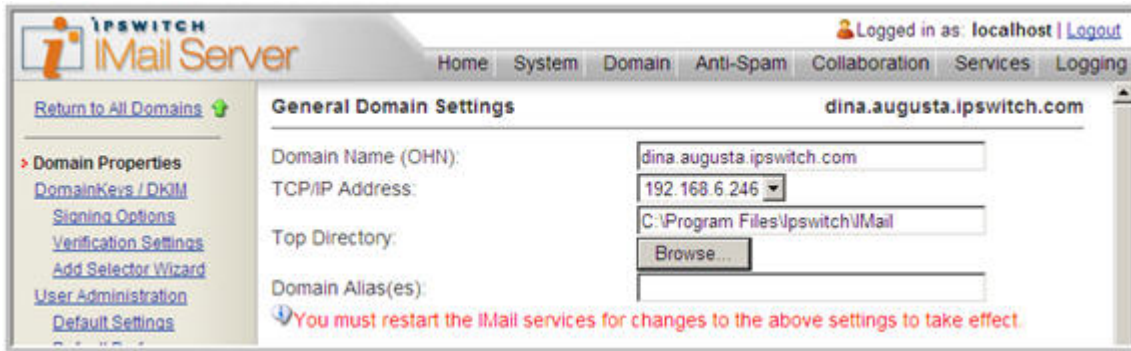 IPSWITCH
IMail Server
Logged in as: localhost | Logout
Home System Domain Anti-Spam Collaboration Services Logging
Return to All Domains
General Domain Settings dina.augusta.ipswitch.com
Domain Properties
DomainKeys / DKIM
Signing Options
Verification Settings
Add Selector Wizard
User Administration
Default Settings
Domain Name (OHN): dina.augusta.ipswitch.com
TCP/IP Address: 192.168.6.246
Top Directory: C:\Program Files\Ipswitch\IMail
Browse...
Domain Alias(es):
You must restart the IMail services for changes to the above settings to take effect.